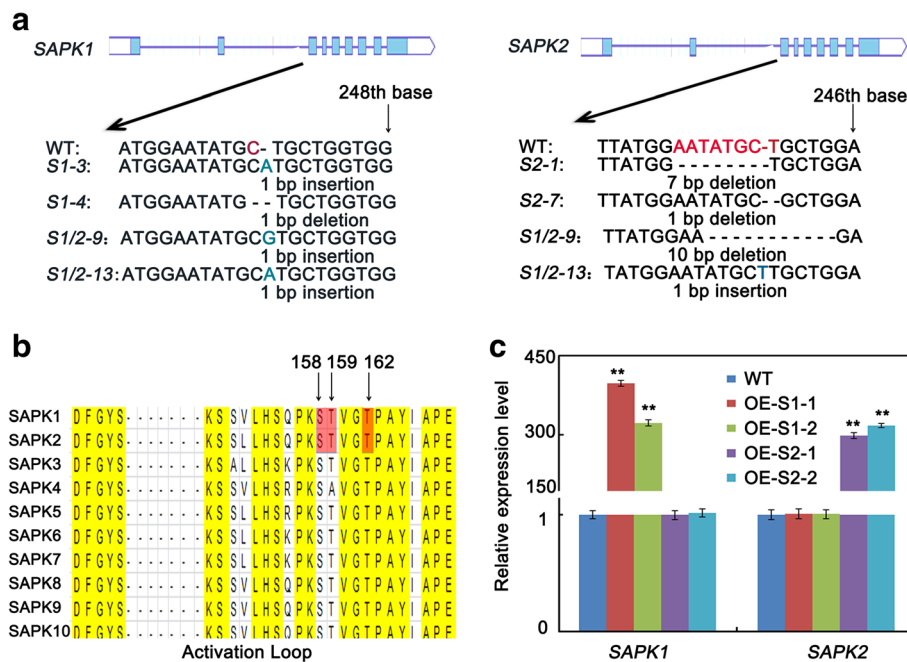 a
SAPK1
248th base
WT: ATGGAATATGC-TGCTGGTGG
S1-3: ATGGAATATGCATGCTGGTGG
1 bp insertion
S1-4: ATGGAATATG--TGCTGGTGG
1 bp deletion
S1/2-9: ATGGAATATGCGTGCTGGTGG
1 bp insertion
S1/2-13: ATGGAATATGCATGCTGGTGG
1 bp insertion
SAPK2
246th base
WT: TTATGGAATATGC-TGCTGGA
S2-1: TTATGG--------TGCTGGA
7 bp deletion
S2-7: TTATGGAATATGC--GCTGGA
1 bp deletion
S1/2-9: TTATGGAA-----------GA
10 bp deletion
S1/2-13: TATGGAATATGCTTGCTGGA
1 bp insertion
b
158 159 162
SAPK1 DFGYS-------KSSVLHSQPKSTVGTPAYIAPE
SAPK2 DFGYS-------KSSVLHSQPKSTVGTPAYIAPE
SAPK3 DFGYS-------KSALLHSKPKSTVGTPAYIAPE
SAPK4 DFGYS-------KSSLLHSRPKSAVGTPAYIAPE
SAPK5 DFGYS-------KSSLLHSRPKSTVGTPAYIAPE
SAPK6 DFGYS-------KSSLLHSRPKSTVGTPAYIAPE
SAPK7 DFGYS-------KSSLLHSKPKSTVGTPAYIAPE
SAPK8 DFGYS-------KSSVLHSQPKSTVGTPAYIAPE
SAPK9 DFGYS-------KSSVLHSQPKSTVGTPAYIAPE
SAPK10 DFGYS-------KSSVLHSQPKSTVGTPAYIAPE
Activation Loop
c
Relative expression level
450
300
150
1
0
**
**
**
**
WT
OE-S1-1
OE-S1-2
OE-S2-1
OE-S2-2
SAPK1
SAPK2